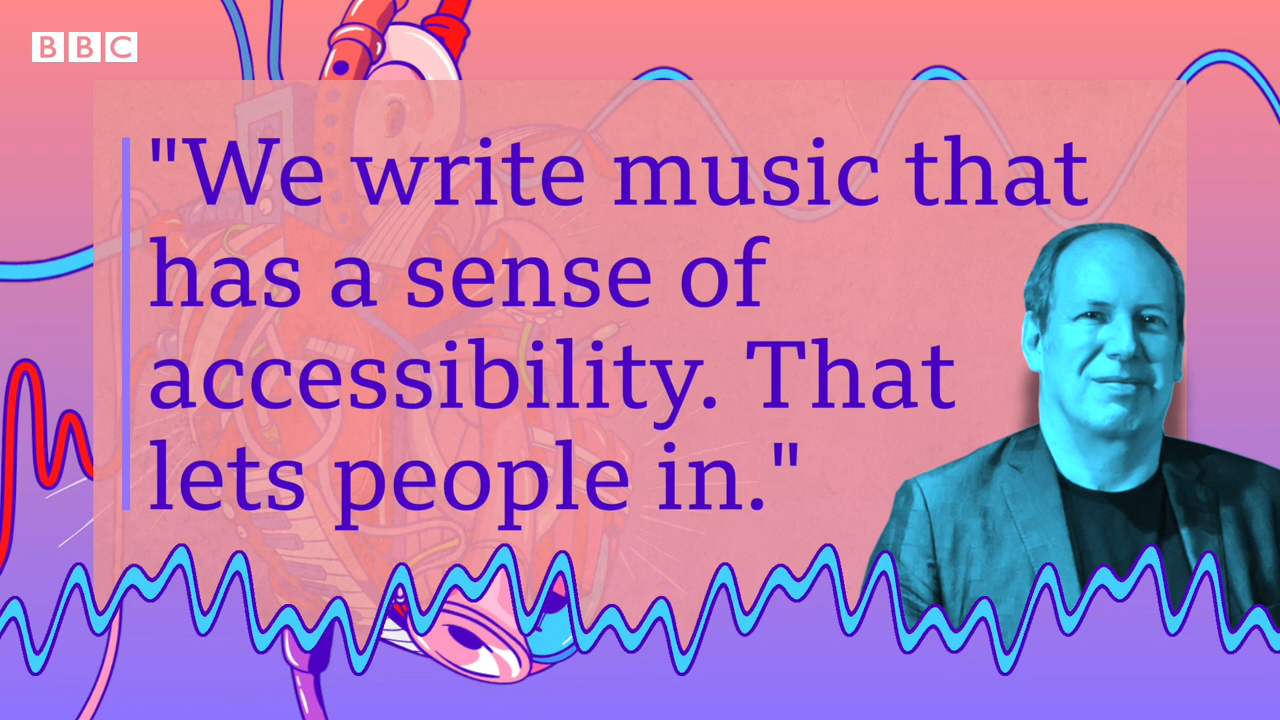 BBC
"We write music that
has a sense of
accessibility. That
lets people in."